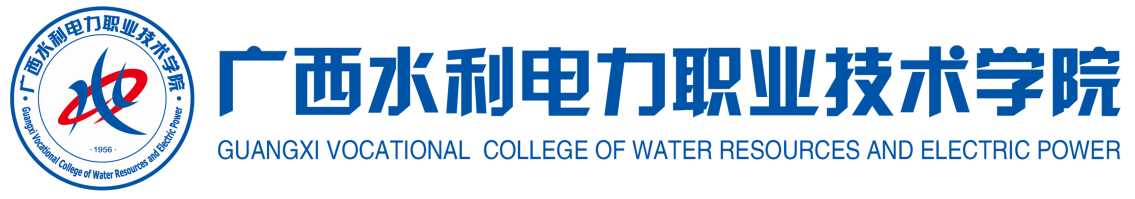 广西水利电力职业技术学院
·1956·
Guangxi Vocational College of Water Resources and Electric Power
广西水利电力职业技术学院
GUANGXI VOCATIONAL COLLEGE OF WATER RESOURCES AND ELECTRIC POWER